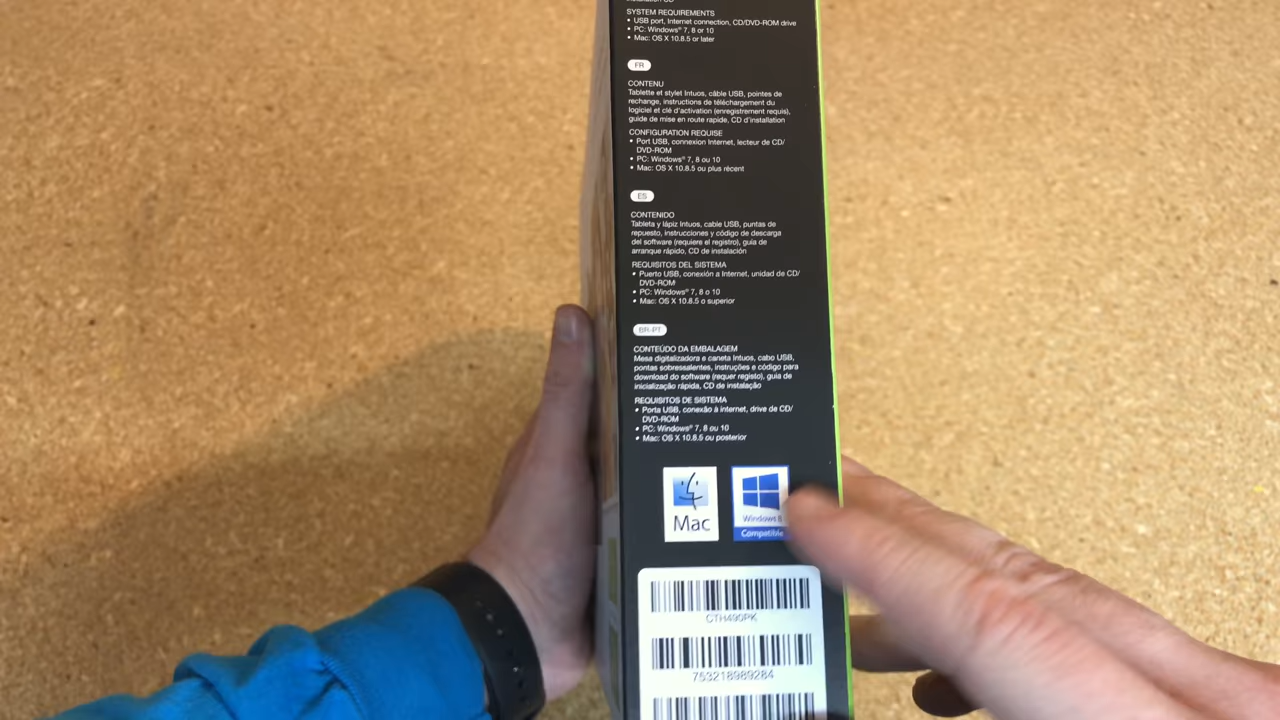 SYSTEM REQUIREMENTS
• USB port, Internet connection, CD/DVD-ROM drive
• PC: Windows® 7, 8 or 10
• Mac: OS X 10.8.5 or later
FR
CONTENU
Tablette et stylet Intuos, câble USB, pointes de
rechange, instructions de téléchargement du
logiciel et clé d'activation (enregistrement requis),
guide de mise en route rapide, CD d'installation
CONFIGURATION REQUISE
• Port USB, connexion Internet, lecteur de CD/
DVD-ROM
• PC: Windows® 7, 8 ou 10
• Mac: OS X 10.8.5 ou plus récent
ES
CONTENIDO
Tableta y lápiz Intuos, cable USB, puntas de
repuesto, instrucciones y código de descarga
del software (requiere el registro), guía de
arranque rápido, CD de instalación
REQUISITOS DEL SISTEMA
• Puerto USB, conexión a Internet, unidad de CD/
DVD-ROM
• PC: Windows® 7, 8 o 10
• Mac: OS X 10.8.5 o superior
BR-PT
CONTEÚDO DA EMBALAGEM
Mesa digitalizadora e caneta Intuos, cabo USB,
pontas sobressalentes, instruções e código para
download do software (requer registo), guia de
inicialização rápida, CD de instalação
REQUISITOS DE SISTEMA
• Porta USB, conexão à internet, drive de CD/
DVD-ROM
• PC: Windows® 7, 8 ou 10
• Mac: OS X 10.8.5 ou posterior
Mac
Windows 8
Compatible
CTH490PK
753218989284